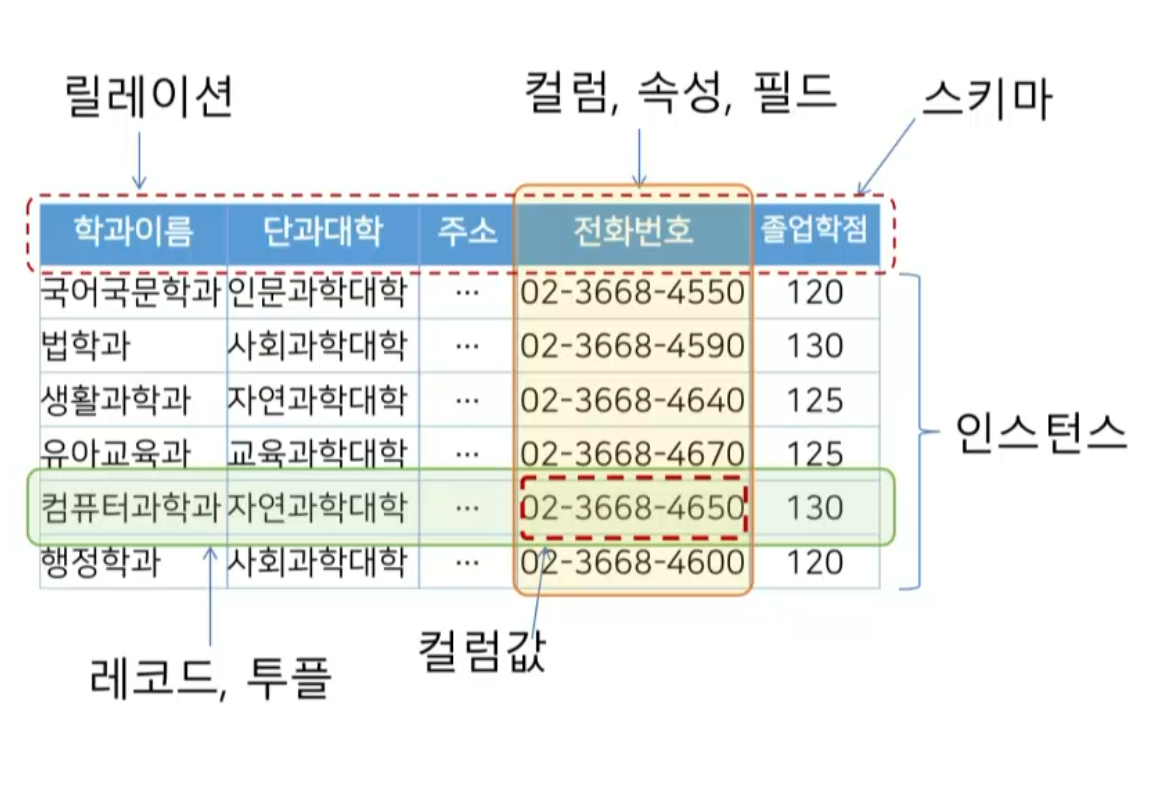 릴레이션 컬럼, 속성, 필드 스키마
학과이름 단과대학 주소 전화번호 졸업학점
국어국문학과 인문과학대학 … 02-3668-4550 120
법학과 사회과학대학 … 02-3668-4590 130
생활과학과 자연과학대학 … 02-3668-4640 125
인스턴스
유아교육과 교육과학대학 … 02-3668-4670 125
컴퓨터과학과 자연과학대학 … 02-3668-4650 130
행정학과 사회과학대학 … 02-3668-4600 120
레코드, 투플 컬럼값